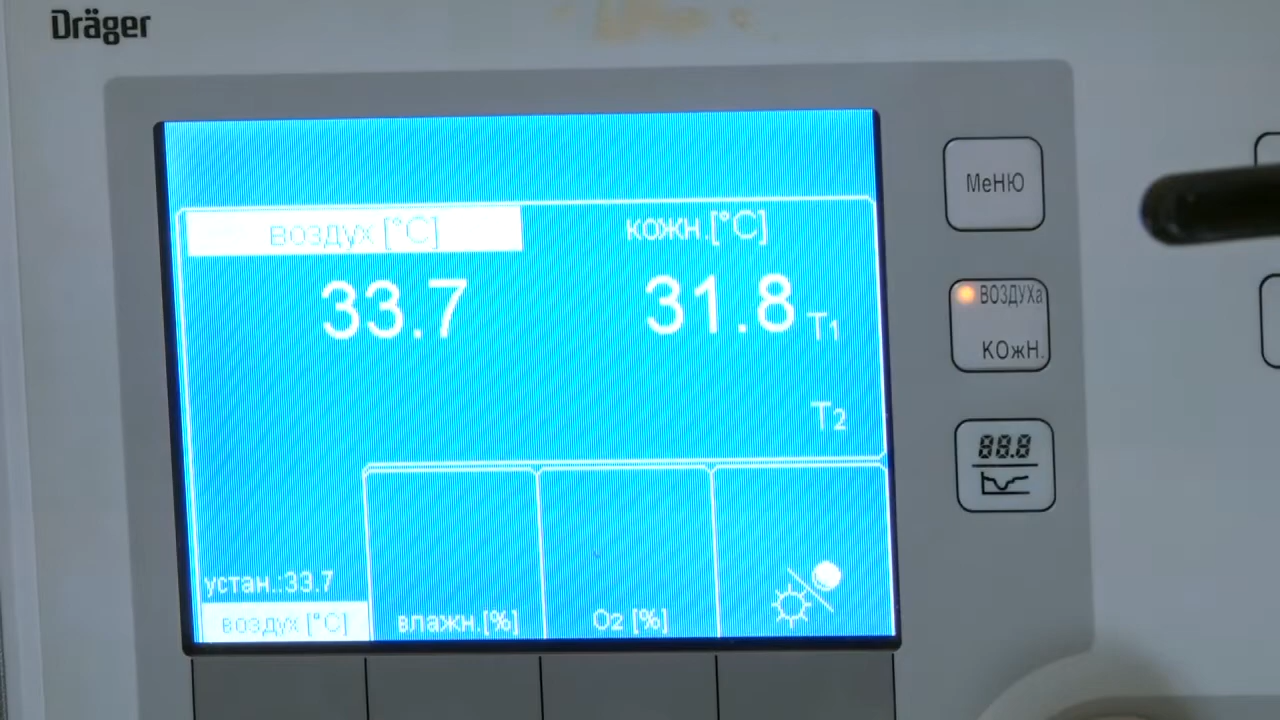 Dräger
воздух [°C] кожн.[°C]
33.7 31.8 T1
T2
устан.:33.7
воздух [°C] влажн.[%] O2 [%]
МеНЮ
ВОЗДУХа
КОжН.
88.8